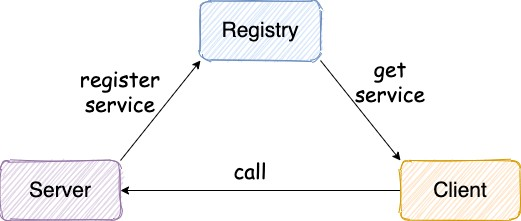 Registry
register
service
get
service
call
Server
Client